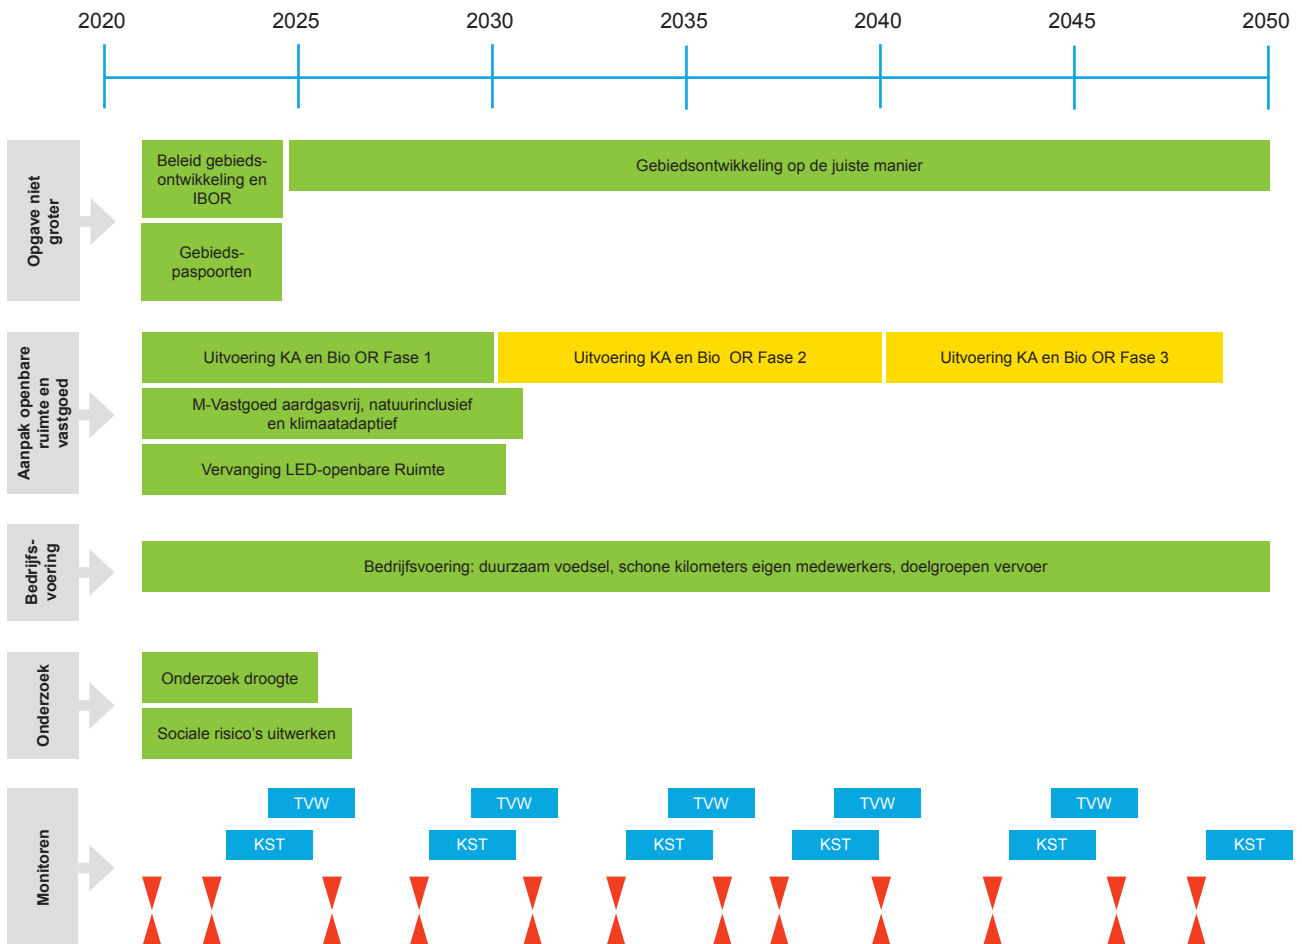 2020 2025 2030 2035 2040 2045 2050
Opgave niet
groter
Beleid gebieds-
ontwikkeling en
IBOR
Gebiedsontwikkeling op de juiste manier
Gebieds-
paspoorten
Aanpak openbare
ruimte en
vastgoed
Uitvoering KA en Bio OR Fase 1
Uitvoering KA en Bio OR Fase 2
Uitvoering KA en Bio OR Fase 3
M-Vastgoed aardgasvrij, natuurinclusief
en klimaatadaptief
Vervanging LED-openbare Ruimte
Bedrijfs-
voering
Bedrijfsvoering: duurzaam voedsel, schone kilometers eigen medewerkers, doelgroepen vervoer
Onderzoek
Onderzoek droogte
Sociale risico’s uitwerken
Monitoren
TVW TVW TVW TVW TVW
KST KST KST KST KST KST